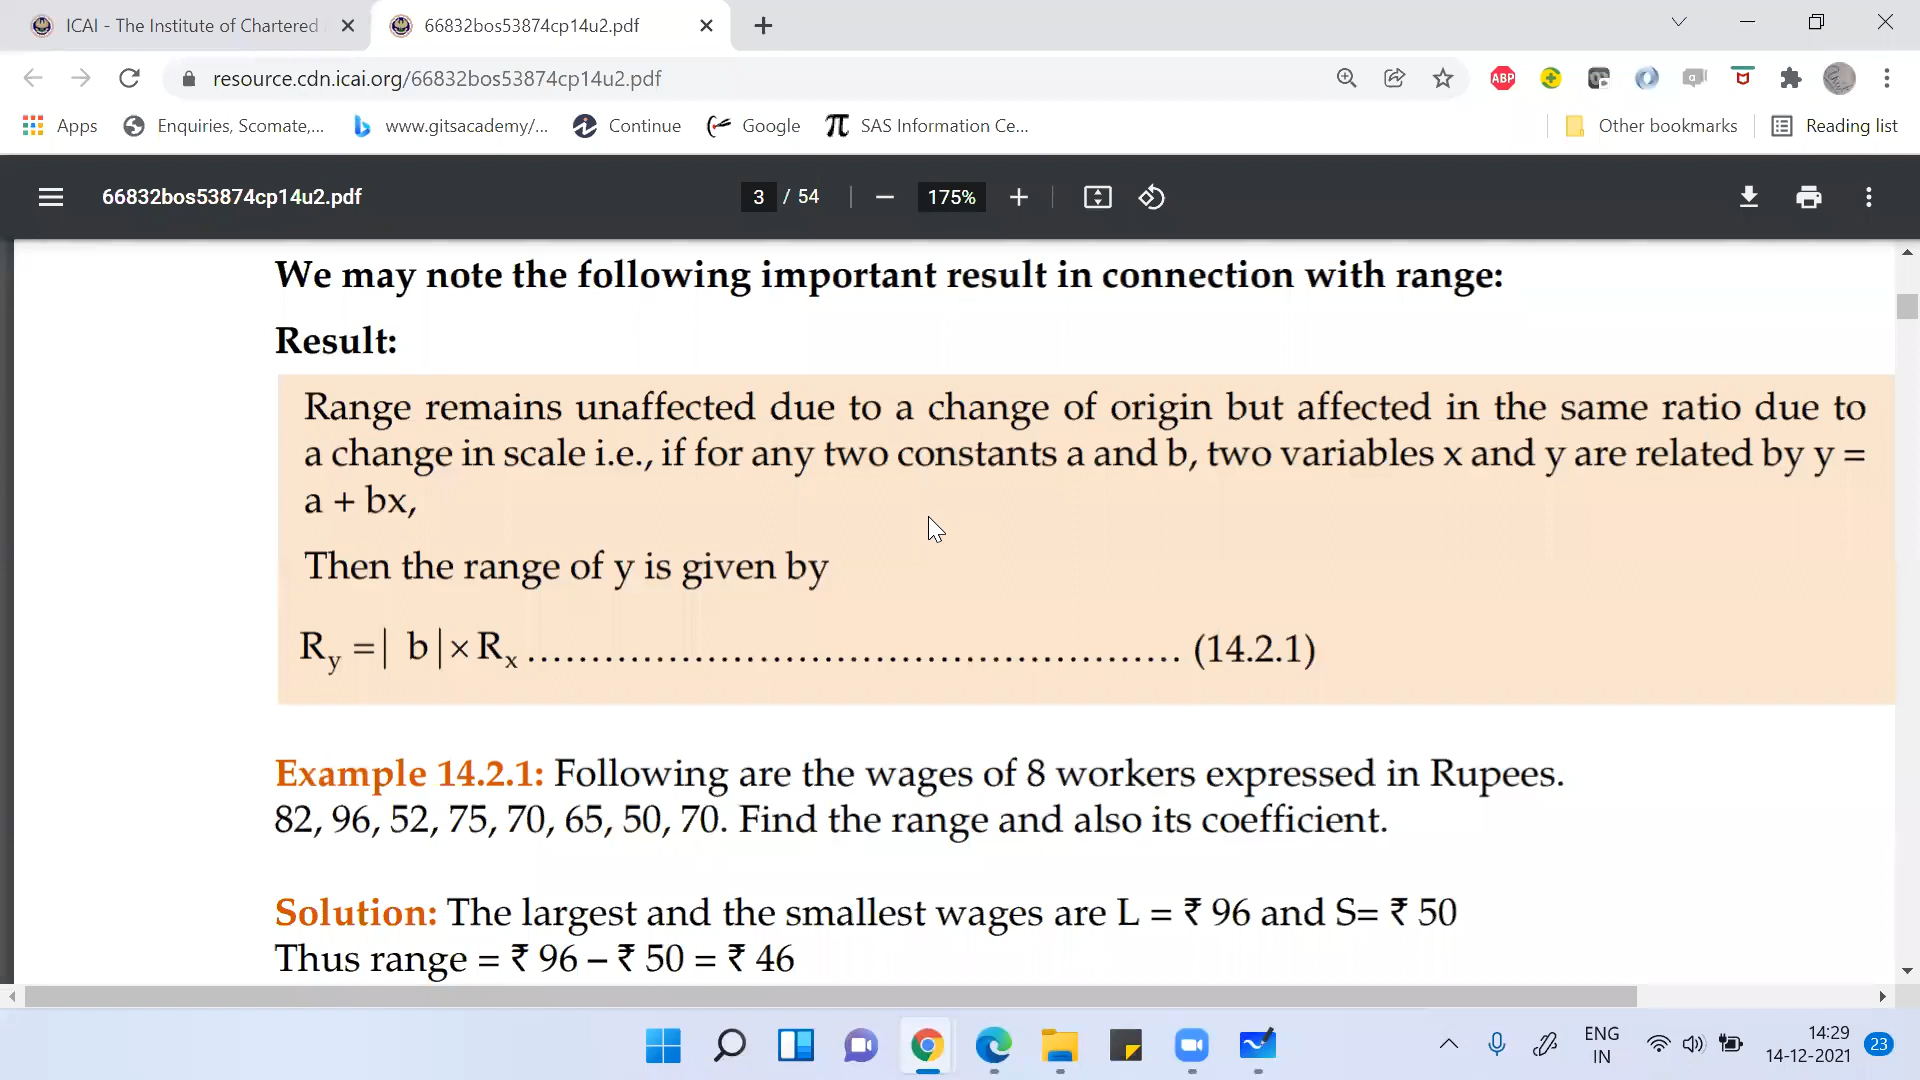 ICAI - The Institute of Chartered
66832bos53874cp14u2.pdf
resource.cdn.icai.org/66832bos53874cp14u2.pdf
ABP
Apps
Enquiries, Scomate,...
www.gitsacademy/...
Continue
Google
SAS Information Ce...
Other bookmarks
Reading list
66832bos53874cp14u2.pdf
3 / 54
175%
We may note the following important result in connection with range:
Result:
Range remains unaffected due to a change of origin but affected in the same ratio due to
a change in scale i.e., if for any two constants a and b, two variables x and y are related by y =
a + bx,
Then the range of y is given by
R_y =| b|× R_x .................................................. (14.2.1)
Example 14.2.1: Following are the wages of 8 workers expressed in Rupees.
82, 96, 52, 75, 70, 65, 50, 70. Find the range and also its coefficient.
Solution: The largest and the smallest wages are L = ₹ 96 and S= ₹ 50
Thus range = ₹ 96 – ₹ 50 = ₹ 46
ENG
IN
14:29
14-12-2021
23